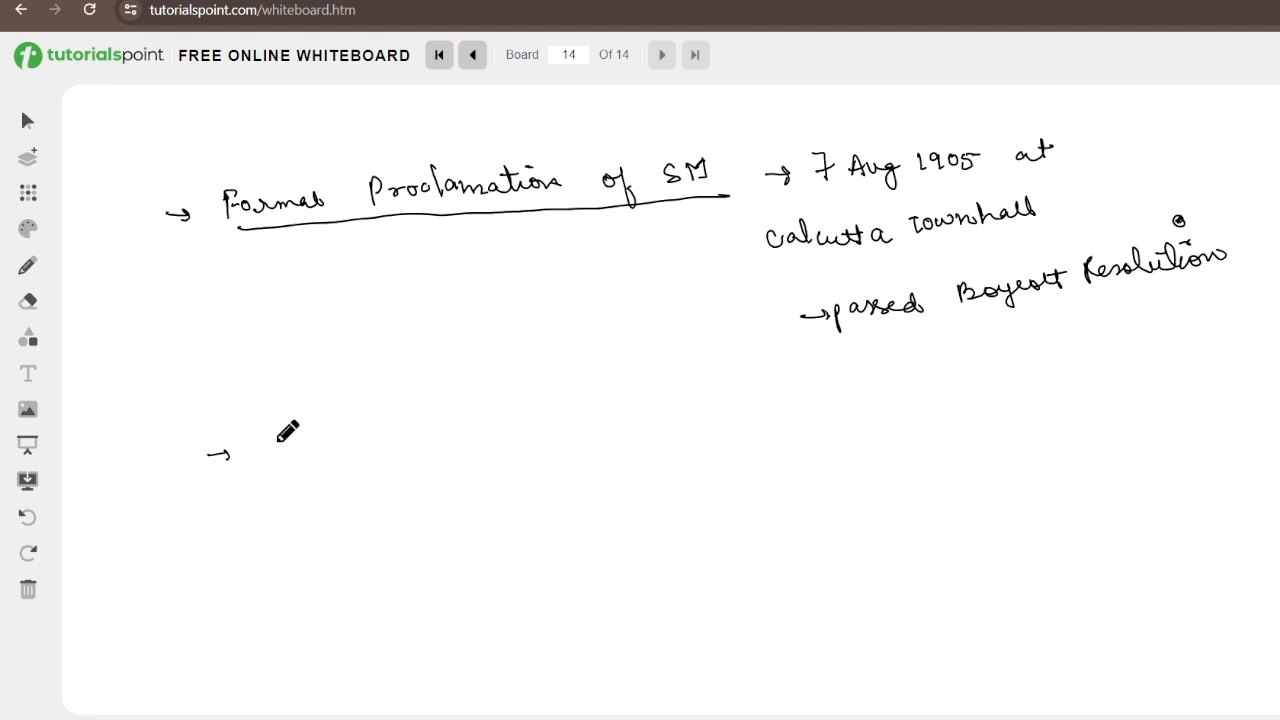 tutorialspoint.com/whiteboard.htm
tutorialspoint FREE ONLINE WHITEBOARD Board 14 Of 14
→ Formal Proclamation of SM → 7 Aug 1905 at
Calcutta Townhall
→ passed Boycott Resolution
→